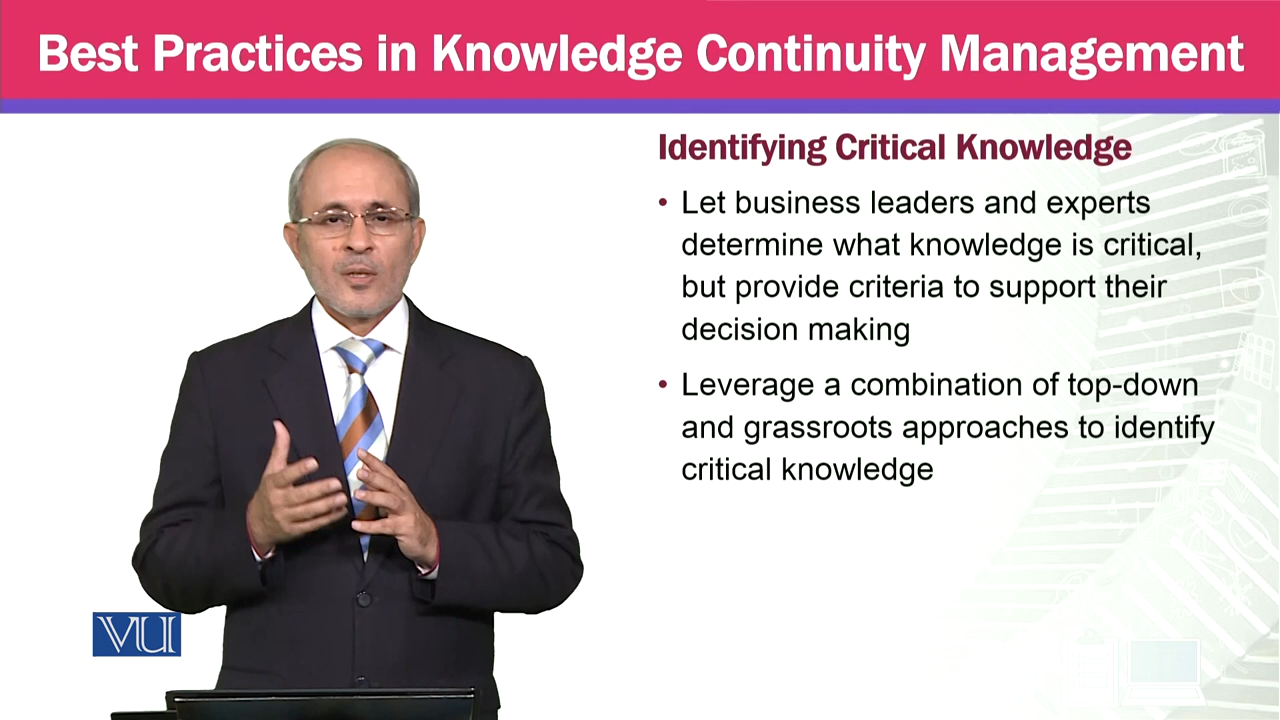 Best Practices in Knowledge Continuity Management
Identifying Critical Knowledge
• Let business leaders and experts
determine what knowledge is critical,
but provide criteria to support their
decision making
• Leverage a combination of top-down
and grassroots approaches to identify
critical knowledge
VU